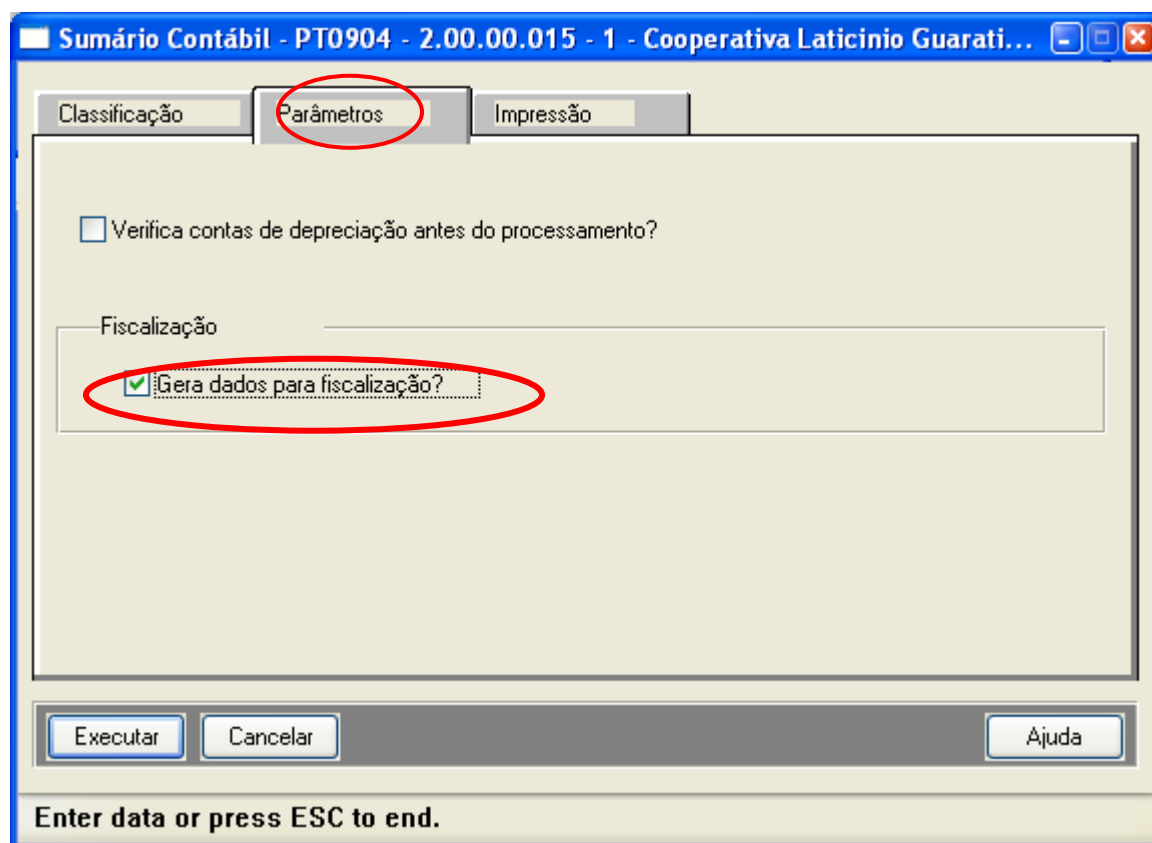 Sumário Contábil - PT0904 - 2.00.00.015 - 1 - Cooperativa Laticinio Guarati...
Classificação Parâmetros Impressão
Verifica contas de depreciação antes do processamento?
Fiscalização
Gera dados para fiscalização?
Executar Cancelar Ajuda
Enter data or press ESC to end.